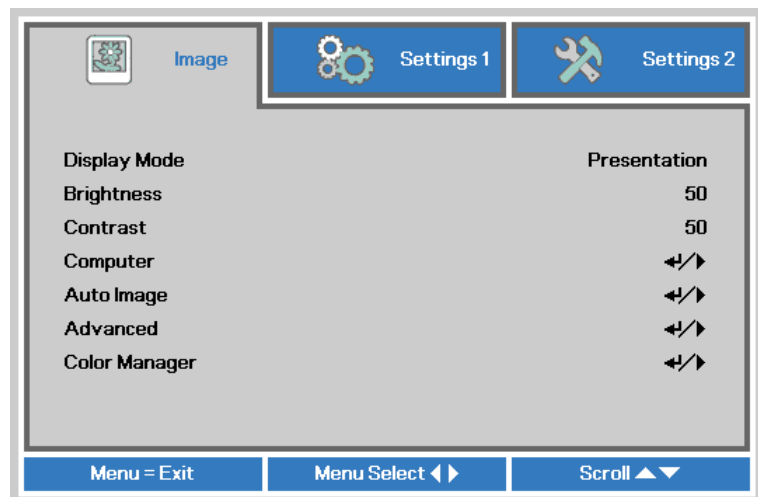 Image Settings 1 Settings 2
Display Mode Presentation
Brightness 50
Contrast 50
Computer ↵/▶
Auto Image ↵/▶
Advanced ↵/▶
Color Manager ↵/▶
Menu = Exit Menu Select ◀▶ Scroll ▲▼